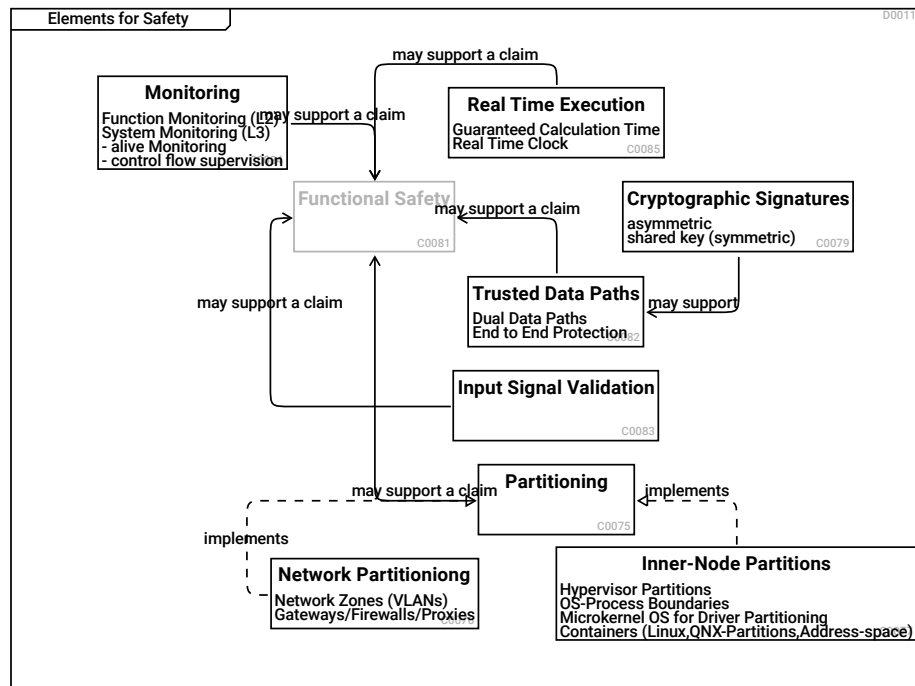 Elements for Safety
D0011
may support a claim
Monitoring
Function Monitoring (L2)
System Monitoring (L3)
- alive Monitoring
- control flow supervision
may support a claim
Real Time Execution
Guaranteed Calculation Time
Real Time Clock
C0085
Functional Safety
C0081
may support a claim
Cryptographic Signatures
asymmetric
shared key (symmetric)
C0079
may support a claim
Trusted Data Paths
Dual Data Paths
End to End Protection
C0082
may support
Input Signal Validation
C0083
Partitioning
C0075
may support a claim
implements
implements
Network Partitioniong
Network Zones (VLANs)
Gateways/Firewalls/Proxies
Inner-Node Partitions
Hypervisor Partitions
OS-Process Boundaries
Microkernel OS for Driver Partitioning
Containers (Linux,QNX-Partitions,Address-space)